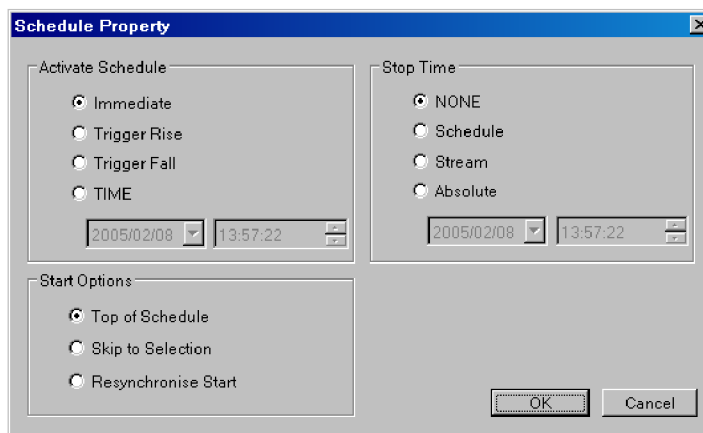 Schedule Property
Activate Schedule
Immediate
Trigger Rise
Trigger Fall
TIME
2005/02/08
13:57:22
Stop Time
NONE
Schedule
Stream
Absolute
2005/02/08
13:57:22
Start Options
Top of Schedule
Skip to Selection
Resynchronise Start
OK
Cancel